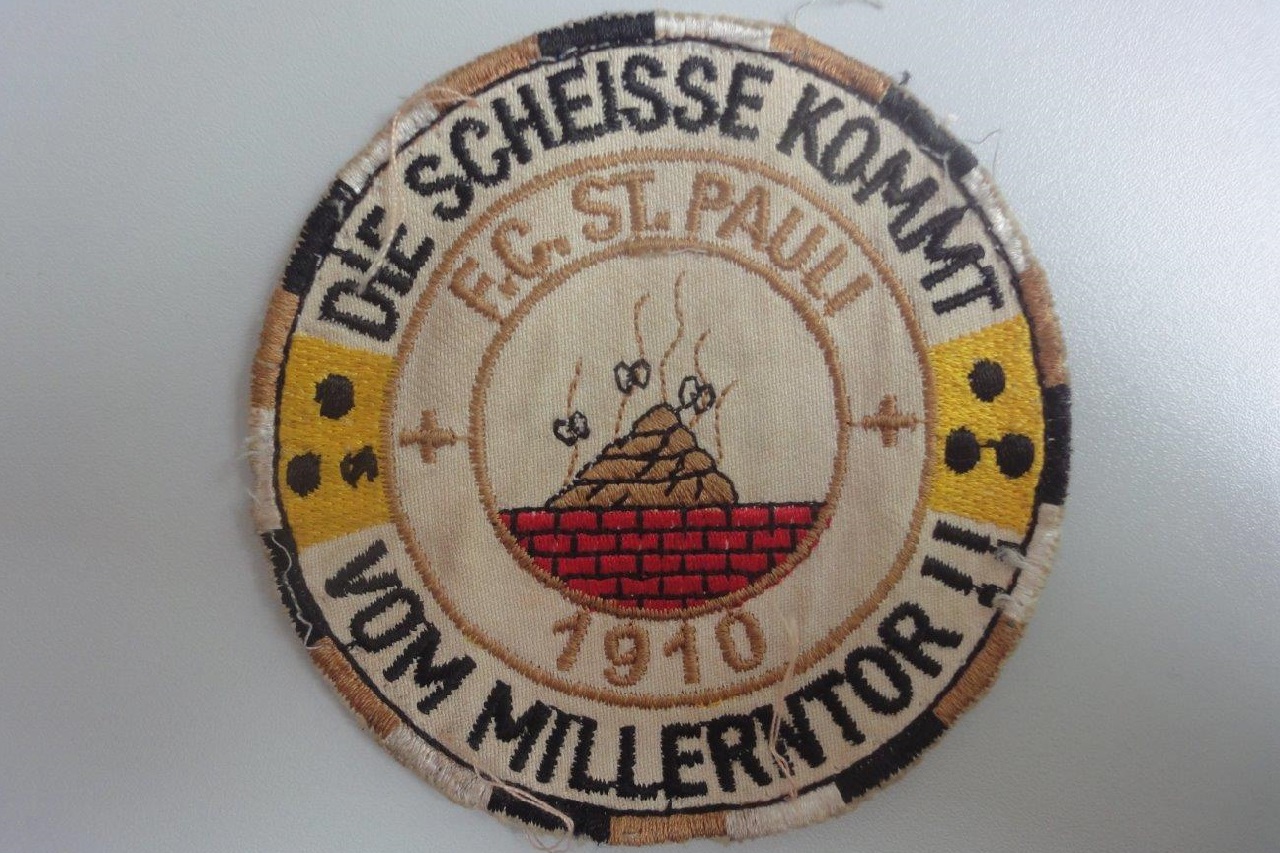 DIE SCHEISSE KOMMT
F.C. ST. PAULI
1910
VOM MILLERNTOR !!